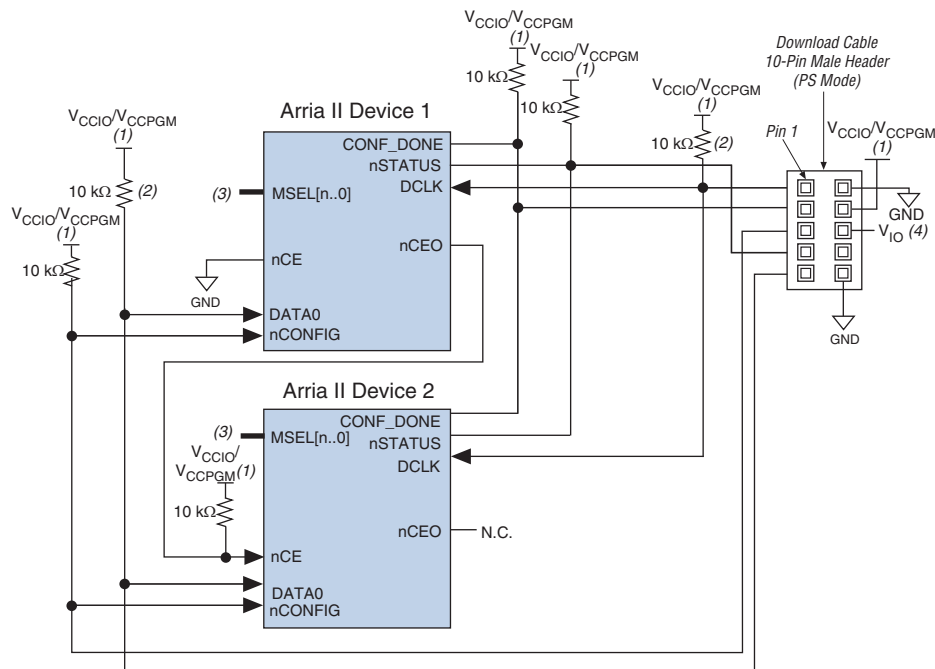 VCCIO/VCCPGM
(1)
10 kΩ
VCCIO/VCCPGM
(1)
10 kΩ
VCCIO/VCCPGM
(1)
10 kΩ (2)
Download Cable
10-Pin Male Header
(PS Mode)
Pin 1
VCCIO/VCCPGM
(1)
GND
VIO (4)
GND
VCCIO/VCCPGM
(1)
10 kΩ (2)
VCCIO/VCCPGM
(1)
10 kΩ
Arria II Device 1
CONF_DONE
nSTATUS
DCLK
(3)
MSEL[n..0]
nCEO
nCE
GND
DATA0
nCONFIG
Arria II Device 2
CONF_DONE
(3)
MSEL[n..0]
nSTATUS
DCLK
VCCIO/
VCCPGM (1)
10 kΩ
nCEO
N.C.
nCE
DATA0
nCONFIG